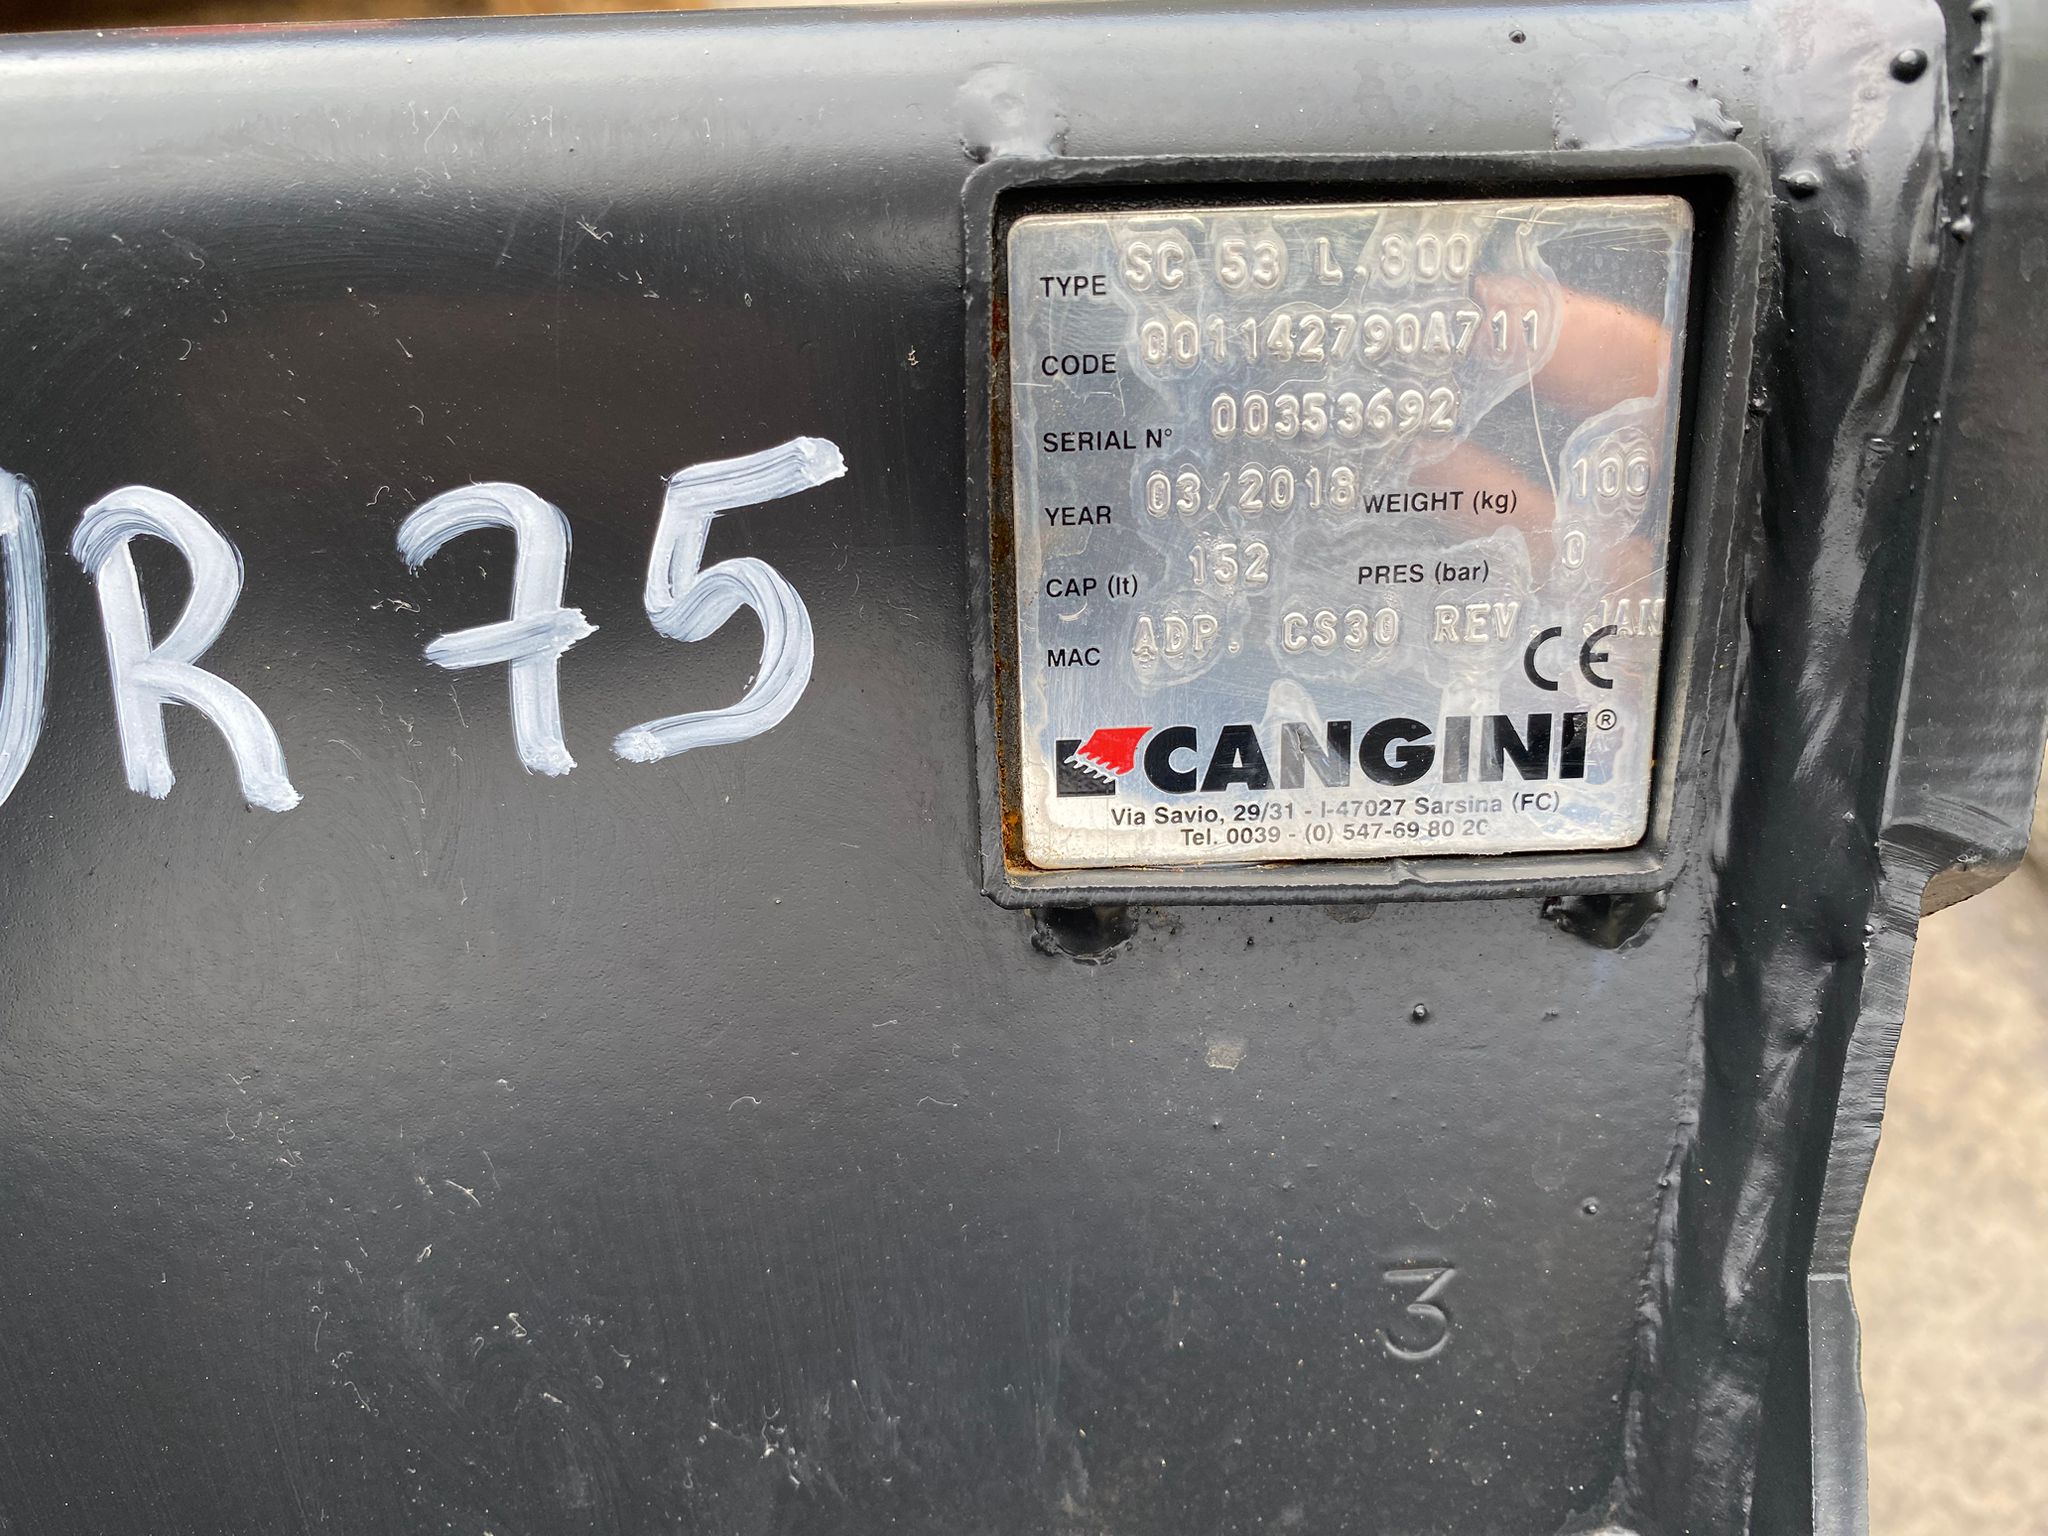 R 75
TYPE SC 53 L.800
CODE 001142790A711
SERIAL N° 00353692
YEAR 03/2018 WEIGHT (kg) 100
CAP (lt) 152 PRES (bar) 0
MAC ADP. CS30 REV. JAN
CE
CANGINI®
Via Savio, 29/31 - I-47027 Sarsina (FC)
Tel. 0039 - (0) 547-69 80 20
3